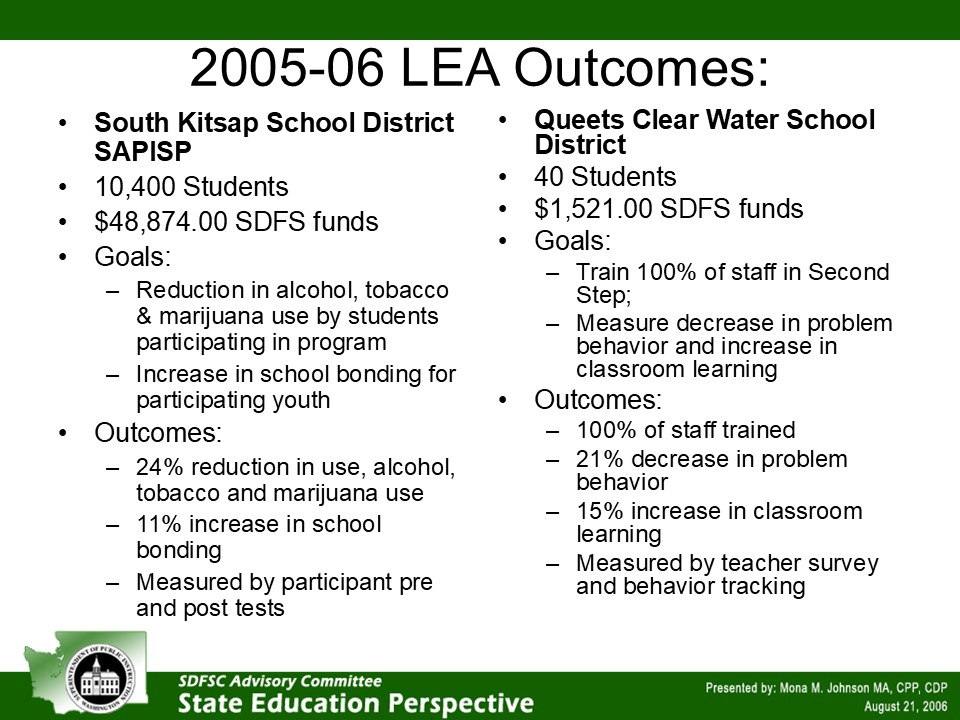 2005-06 LEA Outcomes:
• South Kitsap School District
SAPISP
• 10,400 Students
• $48,874.00 SDFS funds
• Goals:
– Reduction in alcohol, tobacco
& marijuana use by students
participating in program
– Increase in school bonding for
participating youth
• Outcomes:
– 24% reduction in use, alcohol,
tobacco and marijuana use
– 11% increase in school
bonding
– Measured by participant pre
and post tests
• Queets Clear Water School
District
• 40 Students
• $1,521.00 SDFS funds
• Goals:
– Train 100% of staff in Second
Step;
– Measure decrease in problem
behavior and increase in
classroom learning
• Outcomes:
– 100% of staff trained
– 21% decrease in problem
behavior
– 15% increase in classroom
learning
– Measured by teacher survey
and behavior tracking
SUPERINTENDENT OF PUBLIC INSTRUCTION
WASHINGTON
SDFSC Advisory Committee
State Education Perspective
Presented by: Mona M. Johnson MA, CPP, CDP
August 21, 2006